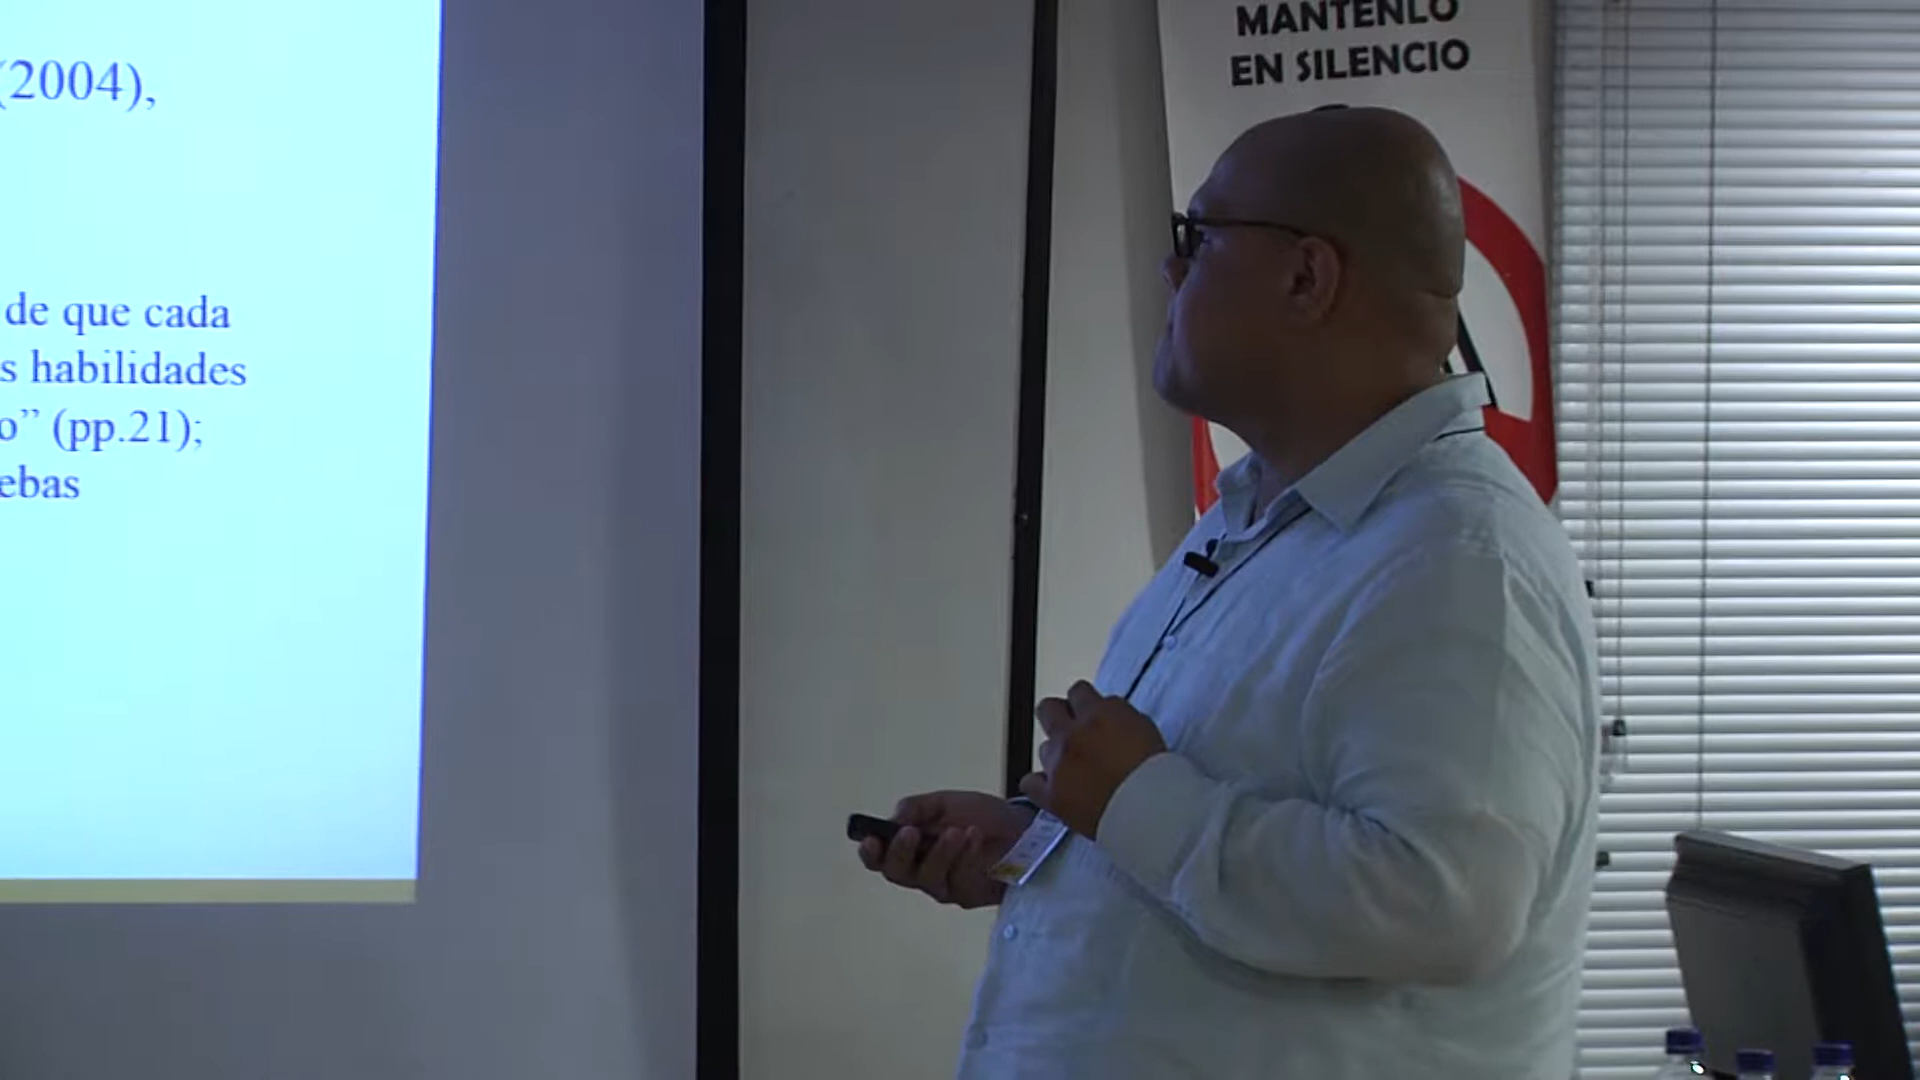 (2004),
de que cada
s habilidades
o” (pp.21);
ebas
MANTENLO
EN SILENCIO